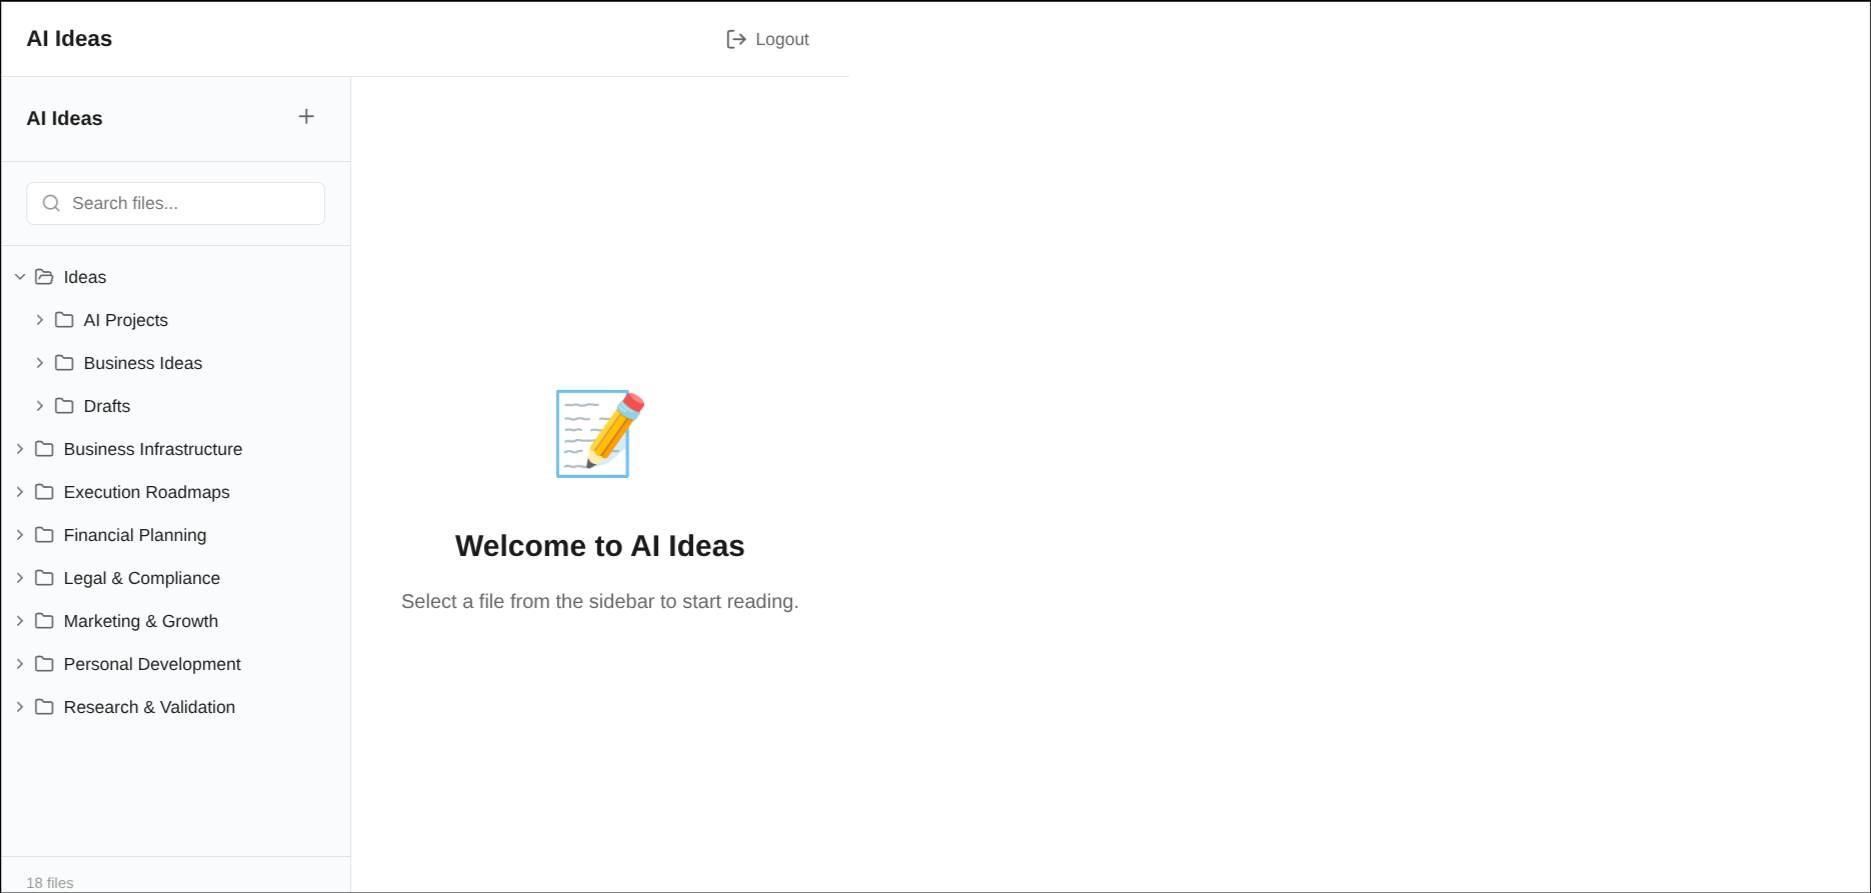 AI Ideas
Logout
AI Ideas
Search files...
Ideas
AI Projects
Business Ideas
Drafts
Business Infrastructure
Execution Roadmaps
Financial Planning
Legal & Compliance
Marketing & Growth
Personal Development
Research & Validation
18 files
Welcome to AI Ideas
Select a file from the sidebar to start reading.